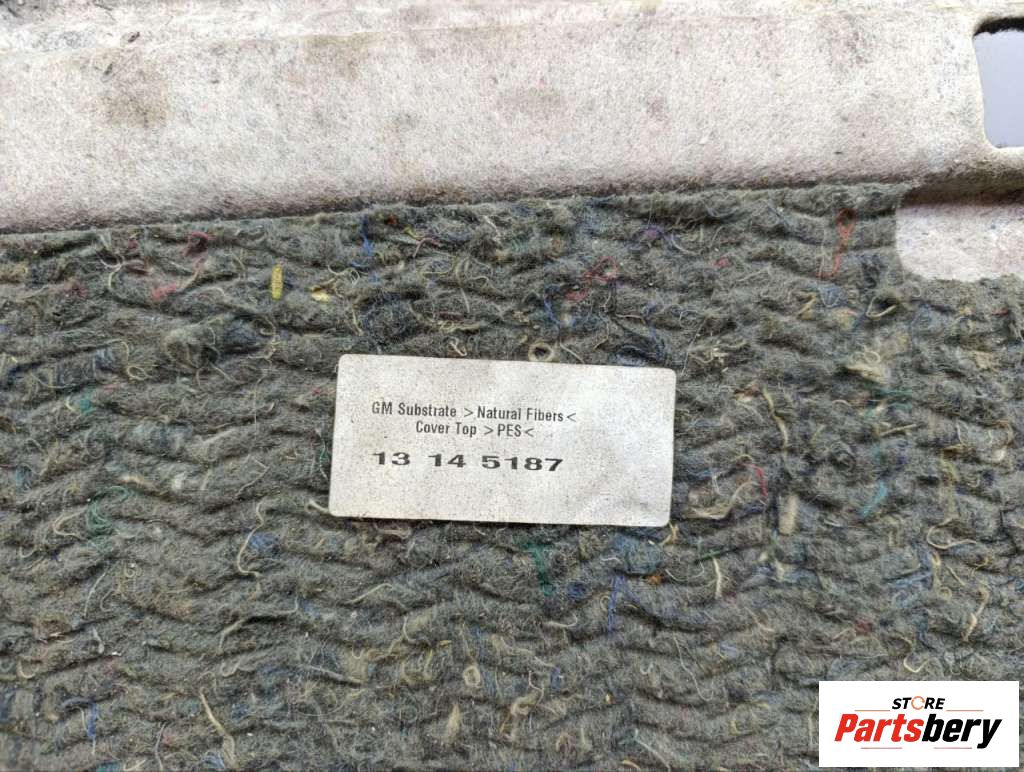 GM Substrate >Natural Fibers<
Cover Top >PES<
13 14 5187
STORE
Partsbery